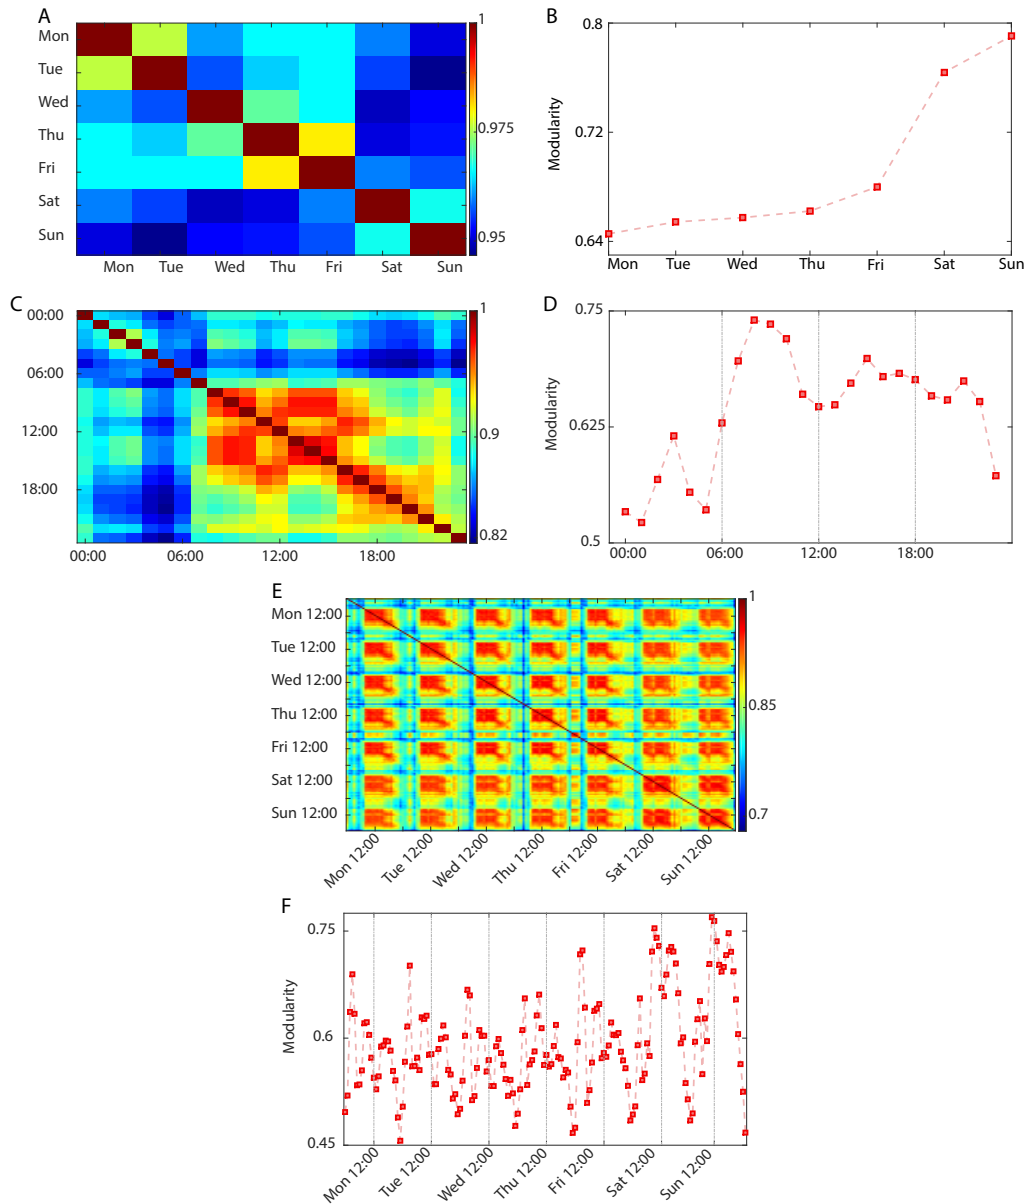 A
Mon
Tue
Wed
Thu
Fri
Sat
Sun
Mon Tue Wed Thu Fri Sat Sun
1
0.975
0.95
B
Modularity
0.8
0.72
0.64
Mon Tue Wed Thu Fri Sat Sun
C
00:00
06:00
12:00
18:00
00:00 06:00 12:00 18:00
1
0.9
0.82
D
Modularity
0.75
0.625
0.5
00:00 06:00 12:00 18:00
E
Mon 12:00
Tue 12:00
Wed 12:00
Thu 12:00
Fri 12:00
Sat 12:00
Sun 12:00
Mon 12:00 Tue 12:00 Wed 12:00 Thu 12:00 Fri 12:00 Sat 12:00 Sun 12:00
1
0.85
0.7
F
Modularity
0.75
0.6
0.45
Mon 12:00 Tue 12:00 Wed 12:00 Thu 12:00 Fri 12:00 Sat 12:00 Sun 12:00